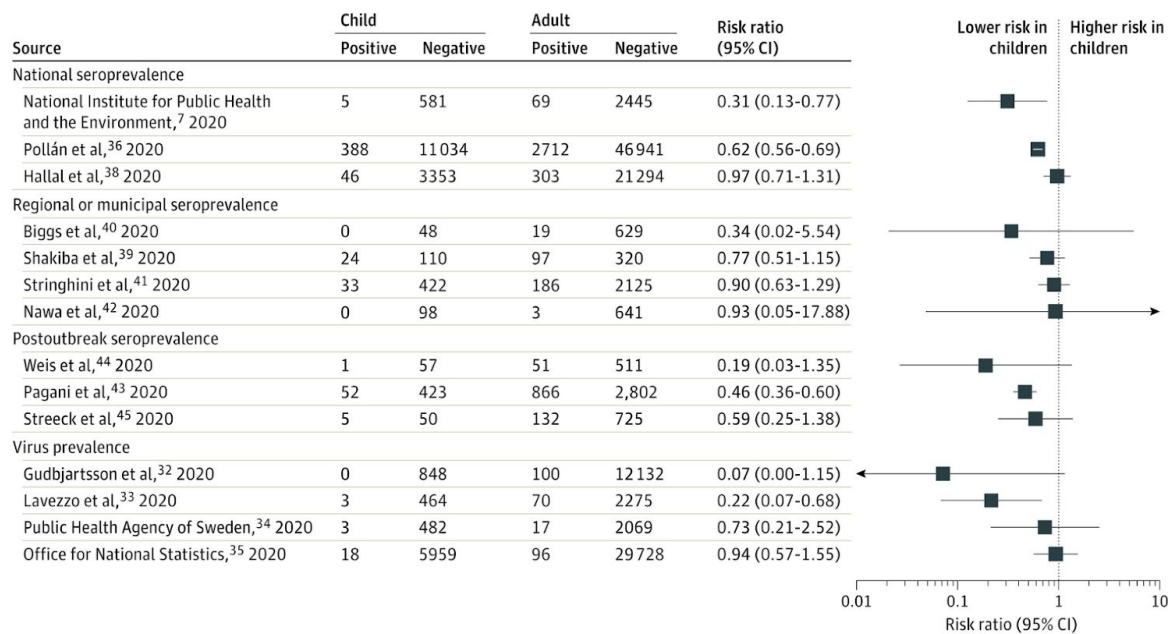 Child Adult Risk ratio (95% CI) Lower risk in children Higher risk in children
Source Positive Negative Positive Negative
National seroprevalence
National Institute for Public Health and the Environment,7 2020 5 581 69 2445 0.31 (0.13-0.77)
Pollán et al,36 2020 388 11 034 2712 46 941 0.62 (0.56-0.69)
Hallal et al,38 2020 46 3353 303 21 294 0.97 (0.71-1.31)
Regional or municipal seroprevalence
Biggs et al,40 2020 0 48 19 629 0.34 (0.02-5.54)
Shakiba et al,39 2020 24 110 97 320 0.77 (0.51-1.15)
Stringhini et al,41 2020 33 422 186 2125 0.90 (0.63-1.29)
Nawa et al,42 2020 0 98 3 641 0.93 (0.05-17.88)
Postoutbreak seroprevalence
Weis et al,44 2020 1 57 51 511 0.19 (0.03-1.35)
Pagani et al,43 2020 52 423 866 2,802 0.46 (0.36-0.60)
Streeck et al,45 2020 5 50 132 725 0.59 (0.25-1.38)
Virus prevalence
Gudbjartsson et al,32 2020 0 848 100 12 132 0.07 (0.00-1.15)
Lavezzo et al,33 2020 3 464 70 2275 0.22 (0.07-0.68)
Public Health Agency of Sweden,34 2020 3 482 17 2069 0.73 (0.21-2.52)
Office for National Statistics,35 2020 18 5959 96 29 728 0.94 (0.57-1.55)
0.01 0.1 1 10
Risk ratio (95% CI)